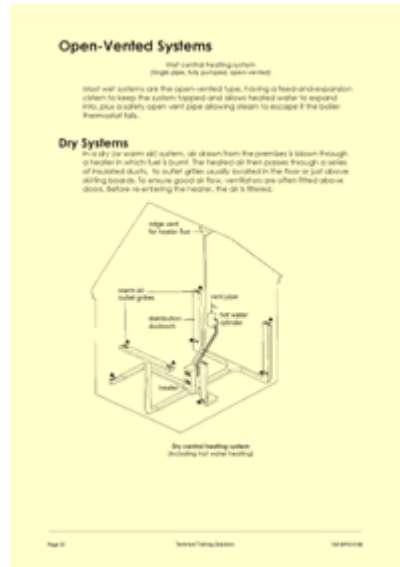 Open-Vented Systems
Wet central heating system
(Single pipe, fully pumped, open-vented)
Most wet systems are the open-vented type, having a feed-and-expansion
cistern to keep the system topped and allows heated water to expand
into, plus a safety open vent pipe allowing steam to escape if the boiler
thermostat fails.
Dry Systems
In a dry (or warm air) system, air drawn from the premises is blown through
a heater in which fuel is burnt. The heated air then passes through a series
of insulated ducts, to outlet grilles usually located in the floor or just above
skirting boards. To ensure good air flow, ventilators are often fitted above
doors. Before re-entering the heater, the air is filtered.
ridge vent
for heater flue
warm air
outlet grilles
vent pipe
distribution
ductwork
hot water
cylinder
heater
Dry central heating system
(including hot water heating)
Technical Training Solutions